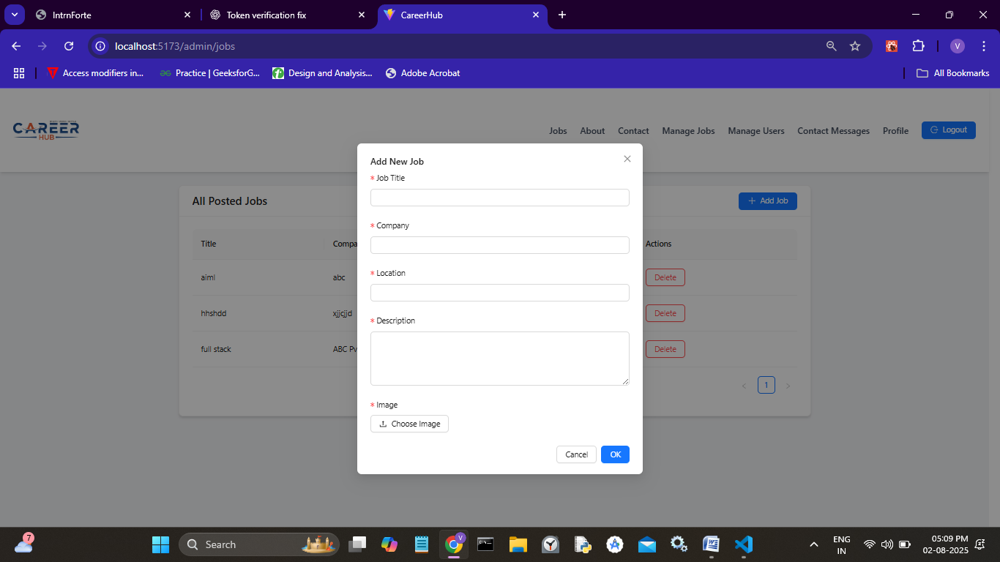 IntrnForte
Token verification fix
CareerHub
localhost:5173/admin/jobs
V
Access modifiers in...
Practice | GeeksforG...
Design and Analysis...
Adobe Acrobat
All Bookmarks
CAREER
HUB
Jobs
About
Contact
Manage Jobs
Manage Users
Contact Messages
Profile
Logout
All Posted Jobs
Add Job
Title
Compa
Actions
aiml
abc
Delete
hhshdd
xjjcjjd
Delete
full stack
ABC Pv
Delete
1
Add New Job
* Job Title
* Company
* Location
* Description
* Image
Choose Image
Cancel
OK
7
Search
V
ENG
IN
05:09 PM
02-08-2025